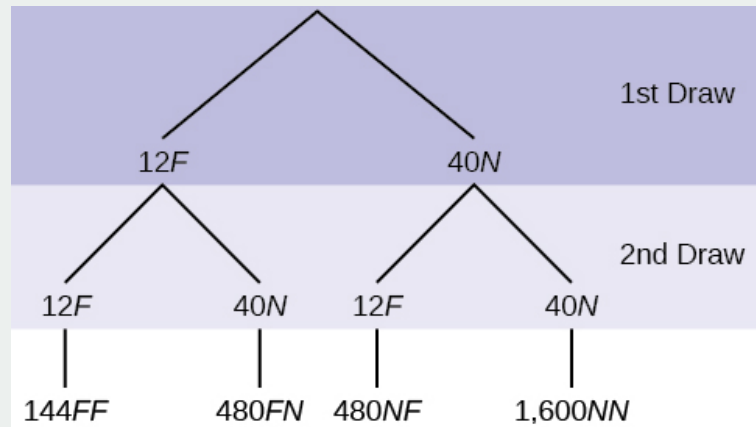 1st Draw
12F
40N
2nd Draw
12F
40N
12F
40N
144FF
480FN
480NF
1,600NN